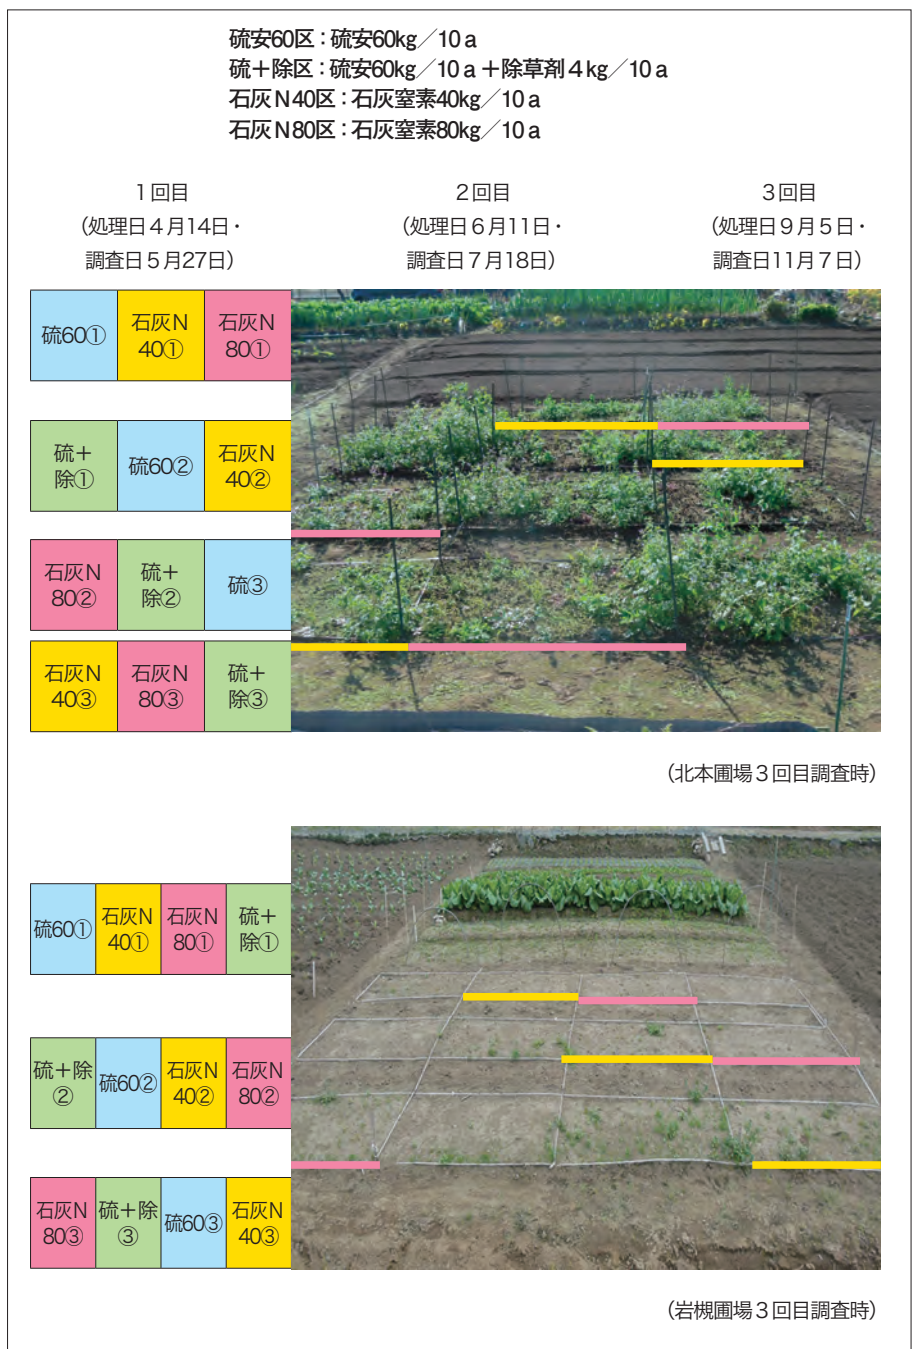 硫安60区：硫安60kg／10a
硫＋除区：硫安60kg／10a＋除草剤4kg／10a
石灰N40区：石灰窒素40kg／10a
石灰N80区：石灰窒素80kg／10a
1回目
（処理日4月14日・
調査日5月27日）
2回目
（処理日6月11日・
調査日7月18日）
3回目
（処理日9月5日・
調査日11月7日）
硫60①
石灰N
40①
石灰N
80①
硫＋
除①
硫60②
石灰N
40②
石灰N
80②
硫＋
除②
硫③
石灰N
40③
石灰N
80③
硫＋
除③
（北本圃場3回目調査時）
硫60①
石灰N
40①
石灰N
80①
硫＋
除①
硫＋除
②
硫60②
石灰N
40②
石灰N
80②
石灰N
80③
硫＋除
③
硫60③
石灰N
40③
（岩槻圃場3回目調査時）